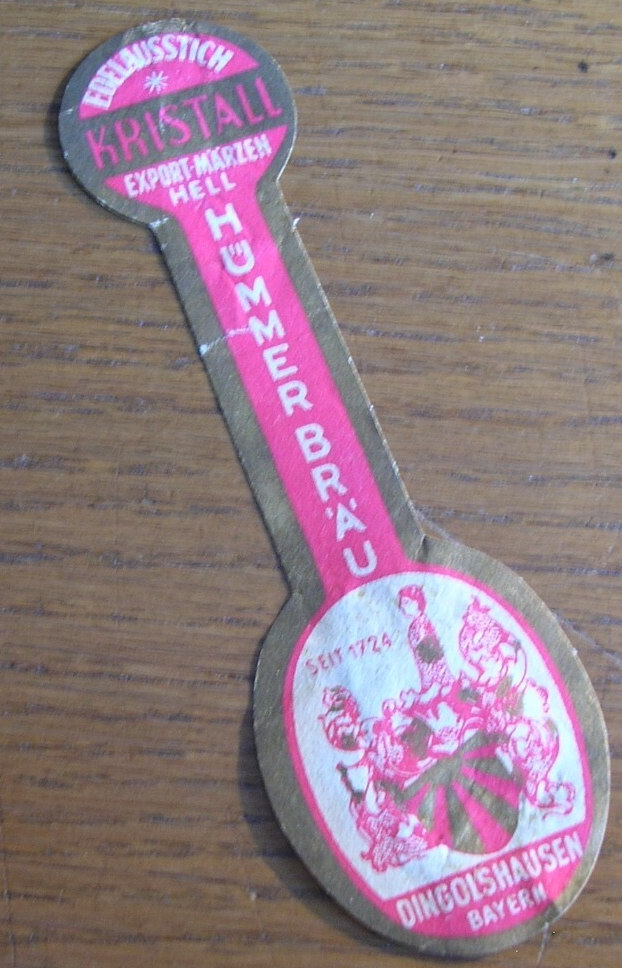 EDELAUSSTICH
KRISTALL
EXPORT-MÄRZEN
HELL
HÜMMER BRÄU
SEIT 1724
DINGOLSHAUSEN
BAYERN